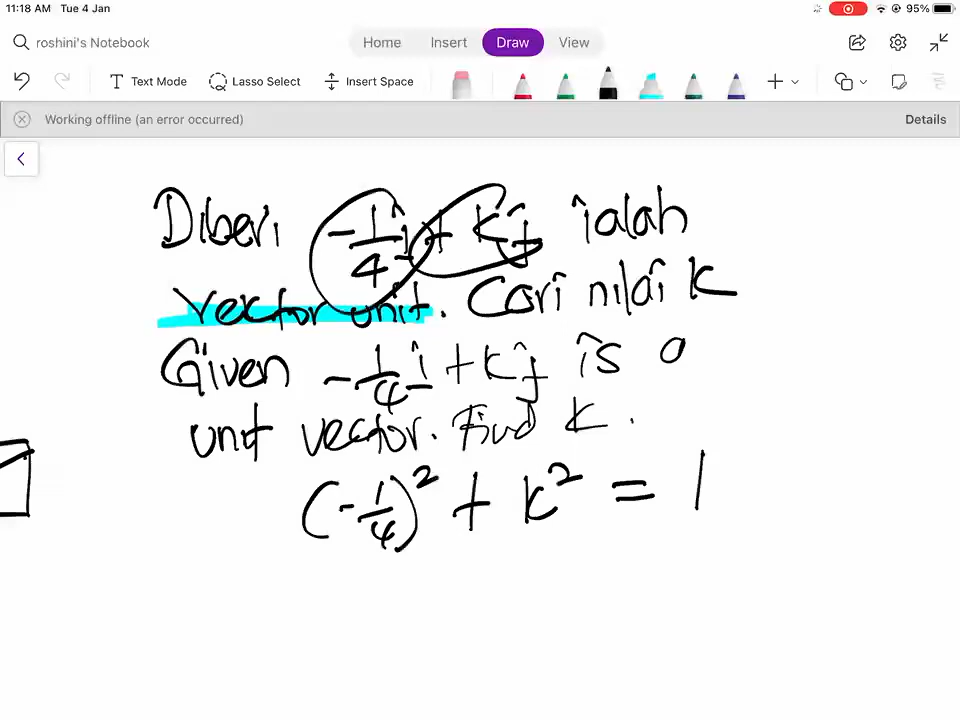 11:18 AM Tue 4 Jan 95%
roshini's Notebook Home Insert Draw View
Text Mode Lasso Select Insert Space
Working offline (an error occurred) Details
Diberi -1/4 i + kj ialah
vector unit. Cari nilai k
Given -1/4 i + kj is a
unit vector. Find k.
(-1/4)² + k² = 1